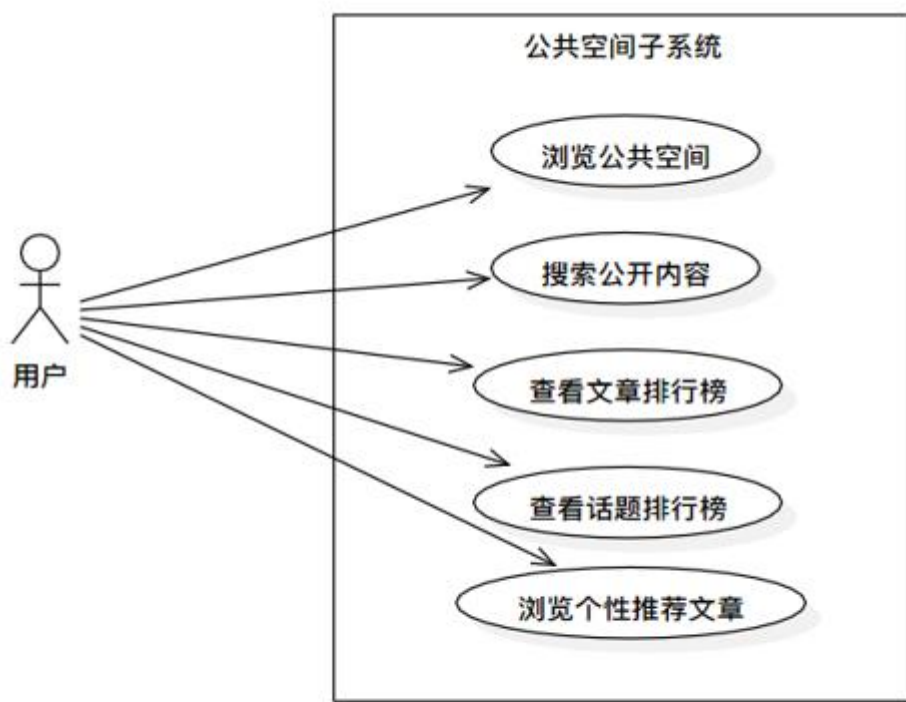 公共空间子系统
浏览公共空间
搜索公开内容
用户
查看文章排行榜
查看话题排行榜
浏览个性推荐文章